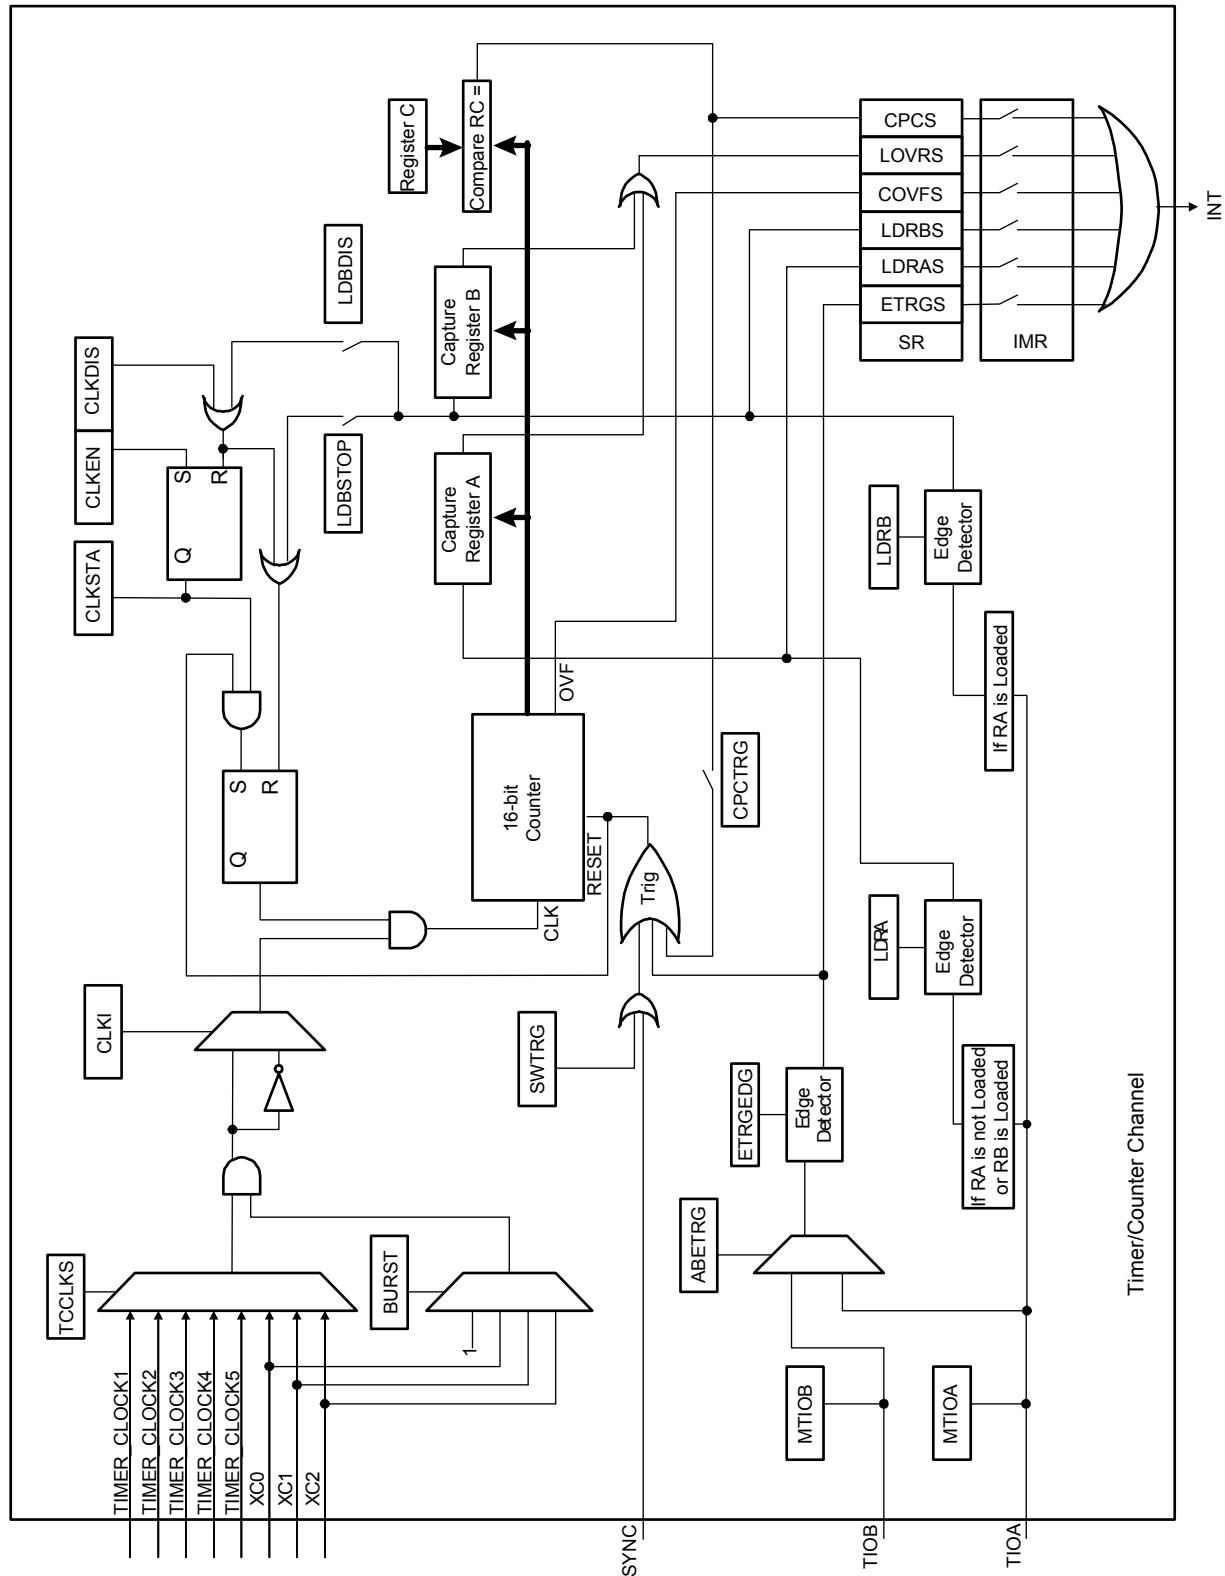 TCCLKS
TIMER_CLOCK1
TIMER_CLOCK2
TIMER_CLOCK3
TIMER_CLOCK4
TIMER_CLOCK5
XC0
XC1
XC2
CLKI
BURST
1
CLKSTA
CLKEN
CLKDIS
Q
S
R
Q
S
R
LDBSTOP
LDBDIS
Register C
Capture
Register A
Capture
Register B
Compare RC =
16-bit
Counter
CLK
RESET
OVF
SWTRG
SYNC
Trig
CPCTRG
ABETRG
ETRGEDG
Edge
Detector
MTIOB
TIOB
MTIOA
TIOA
LDRA
Edge
Detector
If RA is not Loaded
or RB is Loaded
LDRB
Edge
Detector
If RA is Loaded
CPCS
LOVRS
COVFS
LDRBS
LDRAS
ETRGS
SR
IMR
INT
Timer/Counter Channel